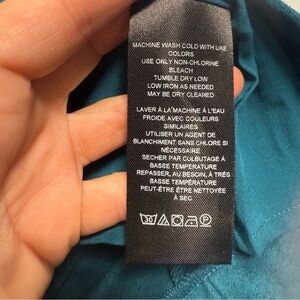 MACHINE WASH COLD WITH LIKE
COLORS
USE ONLY NON-CHLORINE
BLEACH
TUMBLE DRY LOW
LOW IRON AS NEEDED
MAY BE DRY CLEANED
LAVER À LA MACHINE À L'EAU
FROIDE AVEC COULEURS
SIMILAIRES
UTILISER UN AGENT DE
BLANCHIMENT SANS CHLORE SI
NÉCESSAIRE
SECHER PAR CULBUTAGE À
BASSE TEMPÉRATURE
REPASSER, AU BESOIN, À TRÈS
BASSE TEMPÉRATURE
PEUT-ÊTRE ÊTRE NETTOYÉE
À SEC
30 P